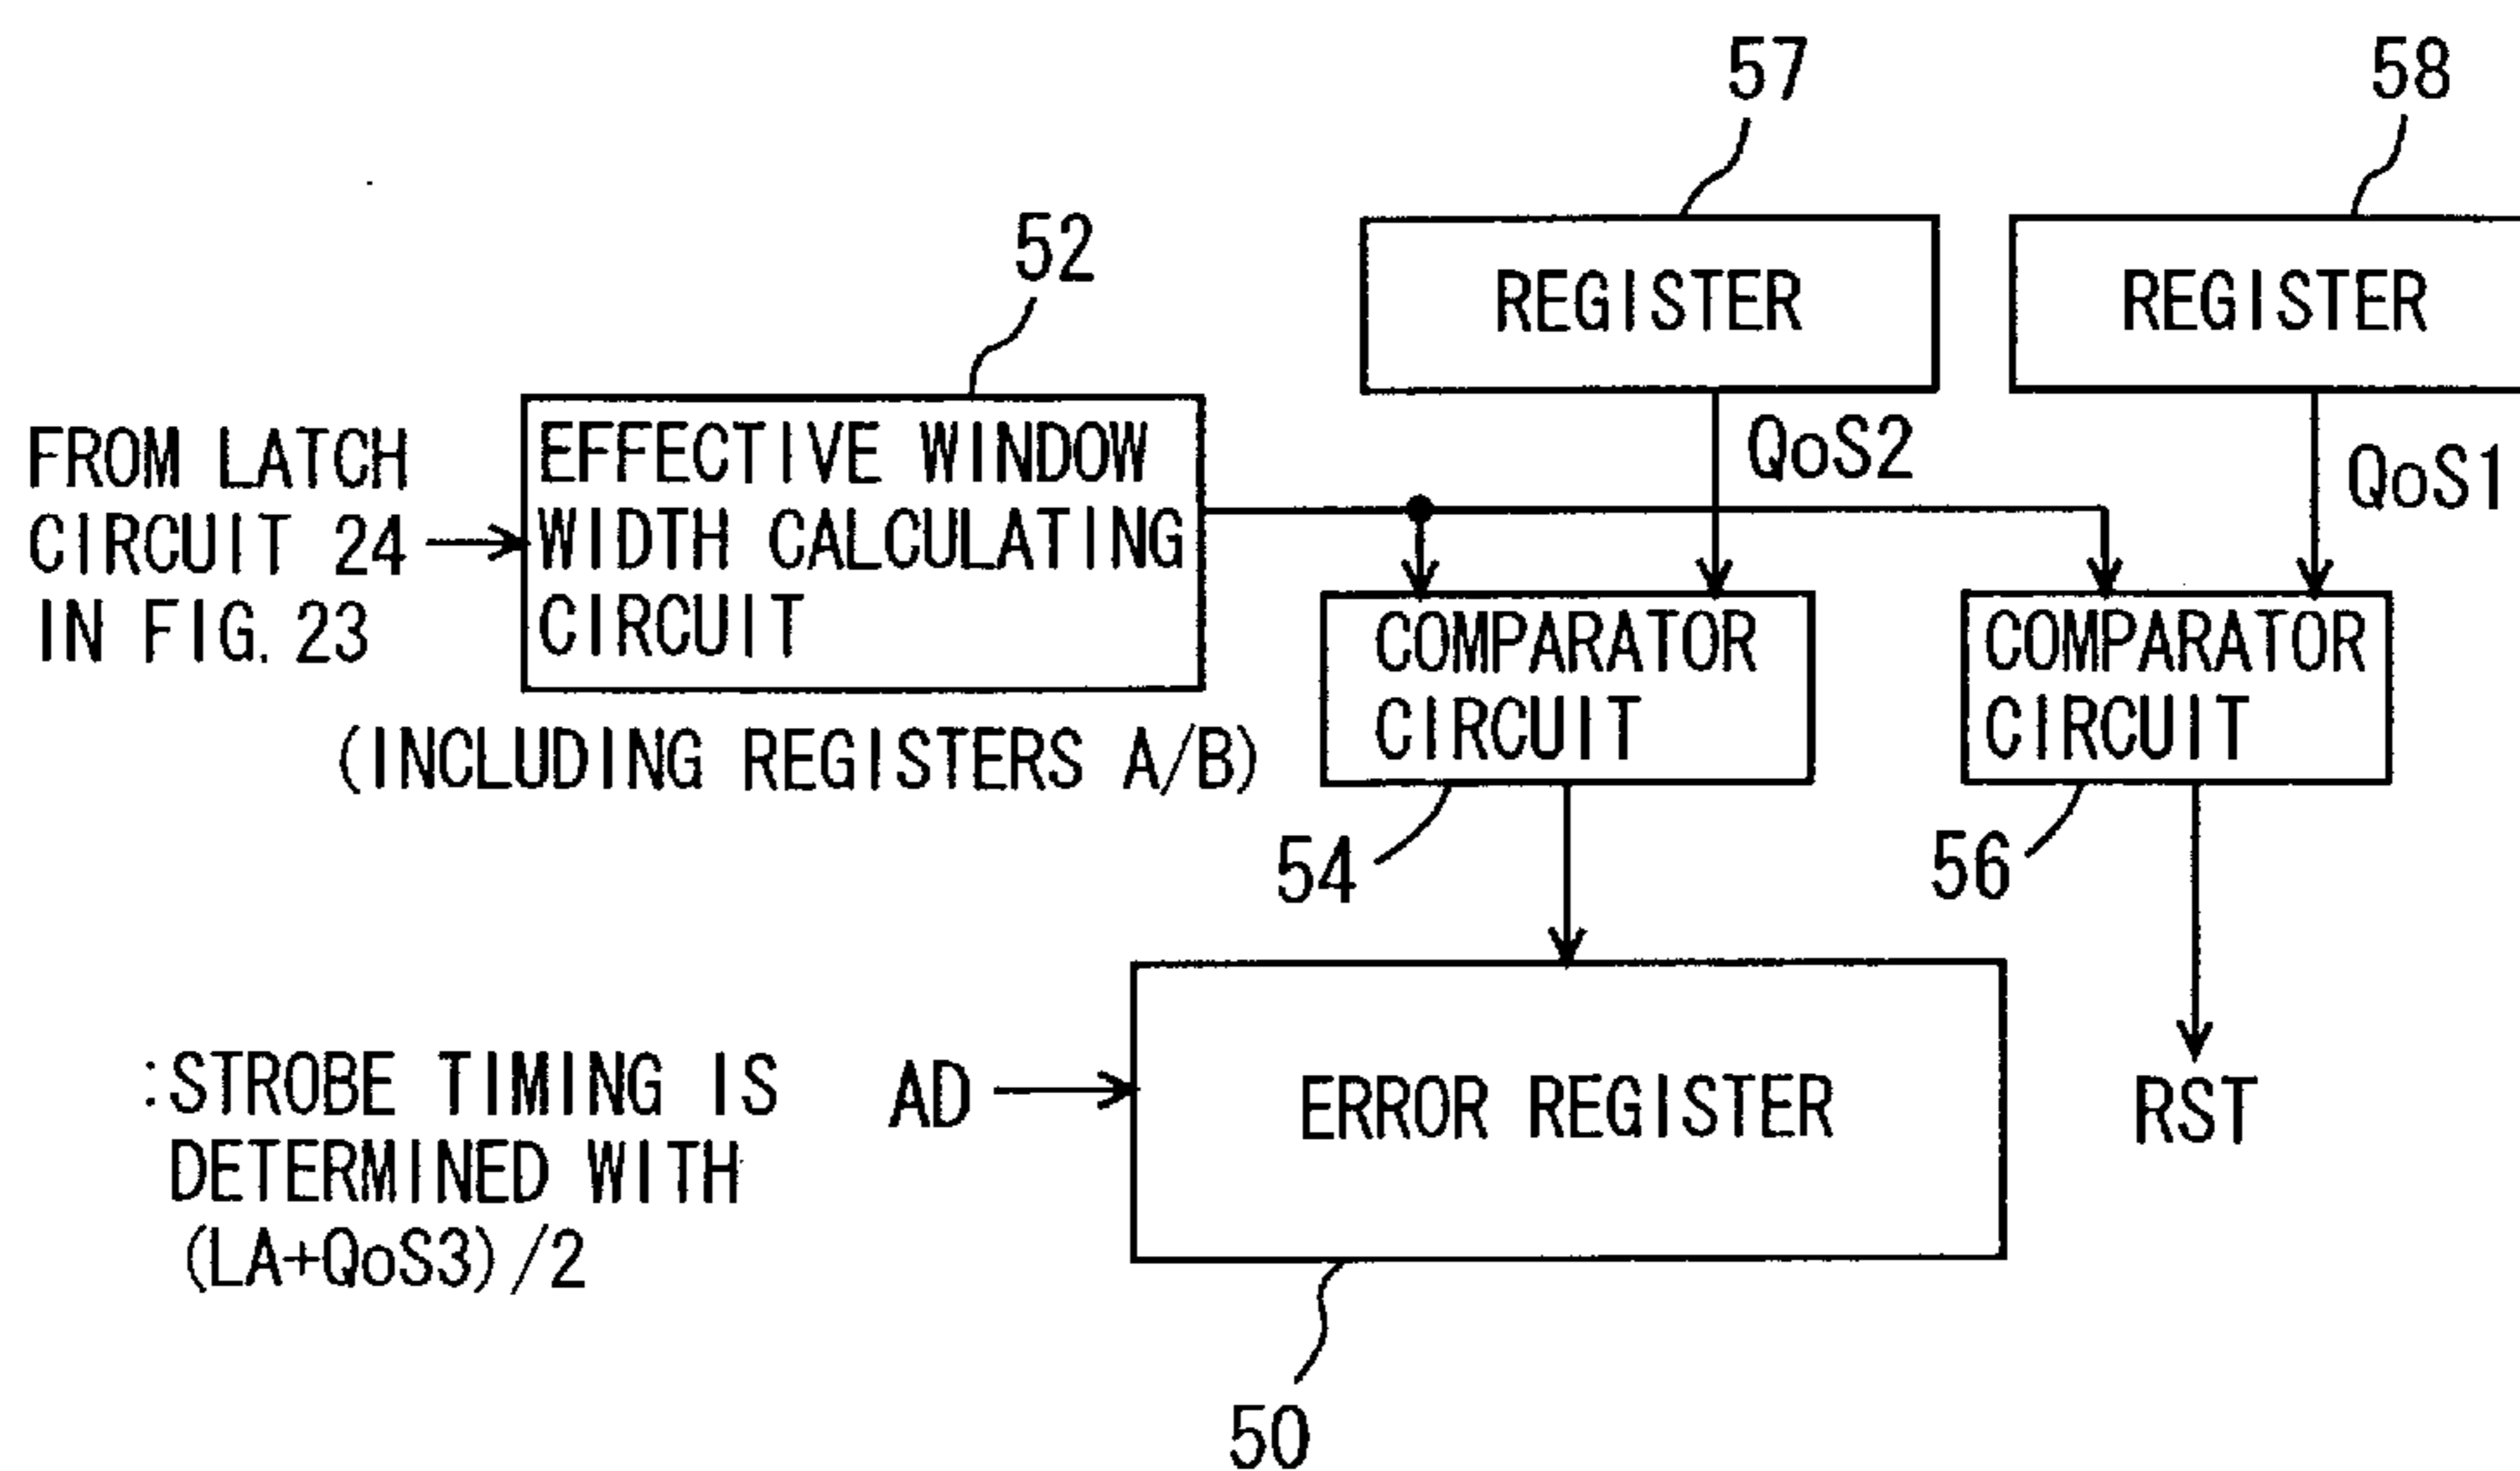 57
58
52
REGISTER
REGISTER
FROM LATCH
CIRCUIT 24
IN FIG. 23
EFFECTIVE WINDOW
WIDTH CALCULATING
CIRCUIT
QoS2
QoS1
(INCLUDING REGISTERS A/B)
COMPARATOR
CIRCUIT
COMPARATOR
CIRCUIT
54
56
:STROBE TIMING IS
DETERMINED WITH
(LA+QoS3)/2
AD
ERROR REGISTER
RST
50